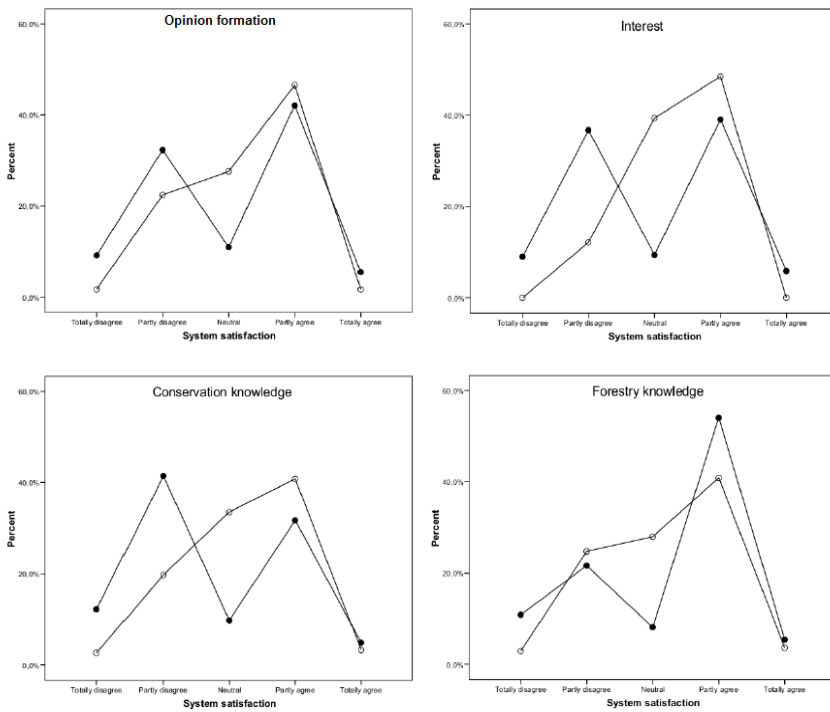 Opinion formation
60,0%
40,0%
20,0%
0,0%
Percent
Totally disagree Partly disagree Neutral Partly agree Totally agree
System satisfaction
Interest
60,0%
40,0%
20,0%
0,0%
Percent
Totally disagree Partly disagree Neutral Partly agree Totally agree
System satisfaction
Conservation knowledge
60,0%
40,0%
20,0%
0,0%
Percent
Totally disagree Partly disagree Neutral Partly agree Totally agree
System satisfaction
Forestry knowledge
60,0%
40,0%
20,0%
0,0%
Percent
Totally disagree Partly disagree Neutral Partly agree Totally agree
System satisfaction